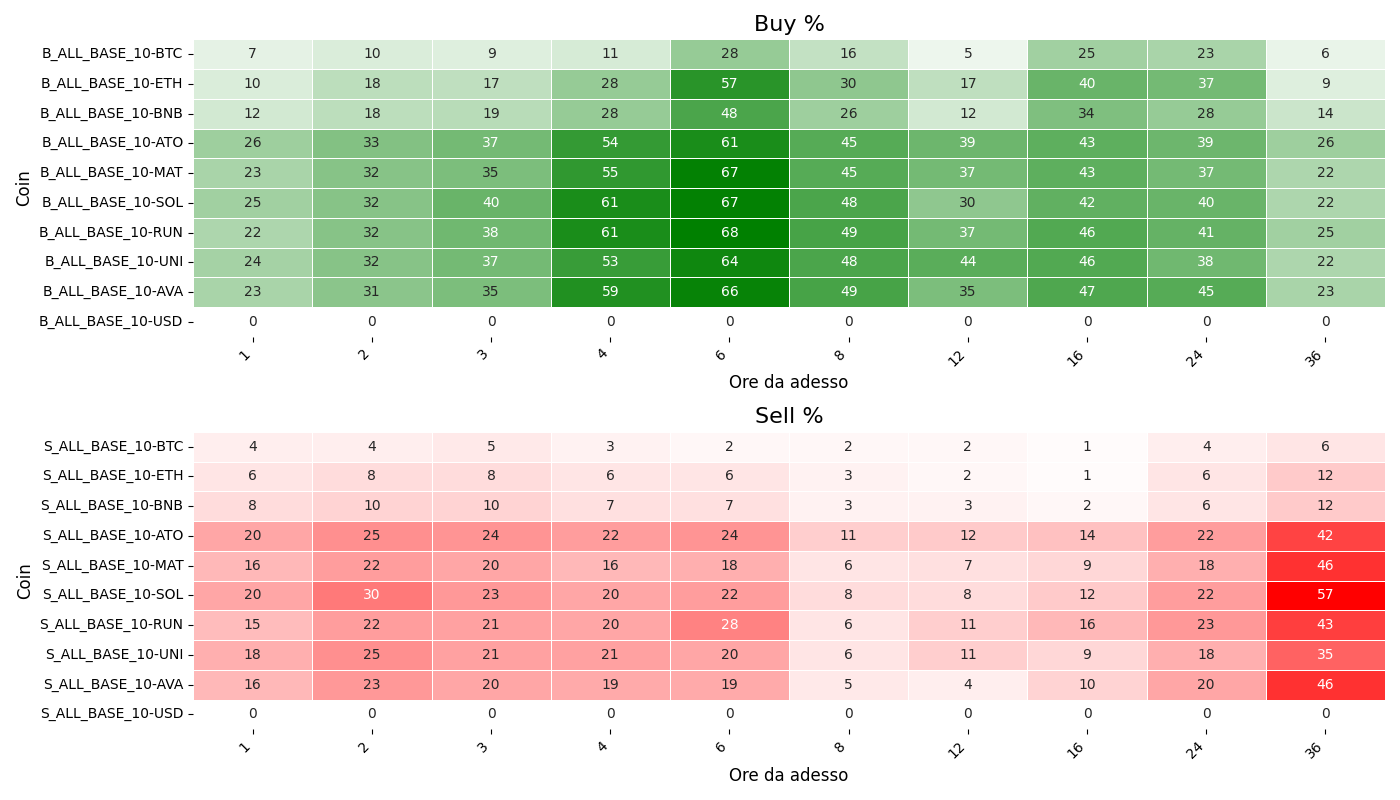 Buy %
Coin
B_ALL_BASE_10-BTC 7 10 9 11 28 16 5 25 23 6
B_ALL_BASE_10-ETH 10 18 17 28 57 30 17 40 37 9
B_ALL_BASE_10-BNB 12 18 19 28 48 26 12 34 28 14
B_ALL_BASE_10-ATO 26 33 37 54 61 45 39 43 39 26
B_ALL_BASE_10-MAT 23 32 35 55 67 45 37 43 37 22
B_ALL_BASE_10-SOL 25 32 40 61 67 48 30 42 40 22
B_ALL_BASE_10-RUN 22 32 38 61 68 49 37 46 41 25
B_ALL_BASE_10-UNI 24 32 37 53 64 48 44 46 38 22
B_ALL_BASE_10-AVA 23 31 35 59 66 49 35 47 45 23
B_ALL_BASE_10-USD 0 0 0 0 0 0 0 0 0 0
1 2 3 4 6 8 12 16 24 36
Ore da adesso
Sell %
Coin
S_ALL_BASE_10-BTC 4 4 5 3 2 2 2 1 4 6
S_ALL_BASE_10-ETH 6 8 8 6 6 3 2 1 6 12
S_ALL_BASE_10-BNB 8 10 10 7 7 3 3 2 6 12
S_ALL_BASE_10-ATO 20 25 24 22 24 11 12 14 22 42
S_ALL_BASE_10-MAT 16 22 20 16 18 6 7 9 18 46
S_ALL_BASE_10-SOL 20 30 23 20 22 8 8 12 22 57
S_ALL_BASE_10-RUN 15 22 21 20 28 6 11 16 23 43
S_ALL_BASE_10-UNI 18 25 21 21 20 6 11 9 18 35
S_ALL_BASE_10-AVA 16 23 20 19 19 5 4 10 20 46
S_ALL_BASE_10-USD 0 0 0 0 0 0 0 0 0 0
1 2 3 4 6 8 12 16 24 36
Ore da adesso